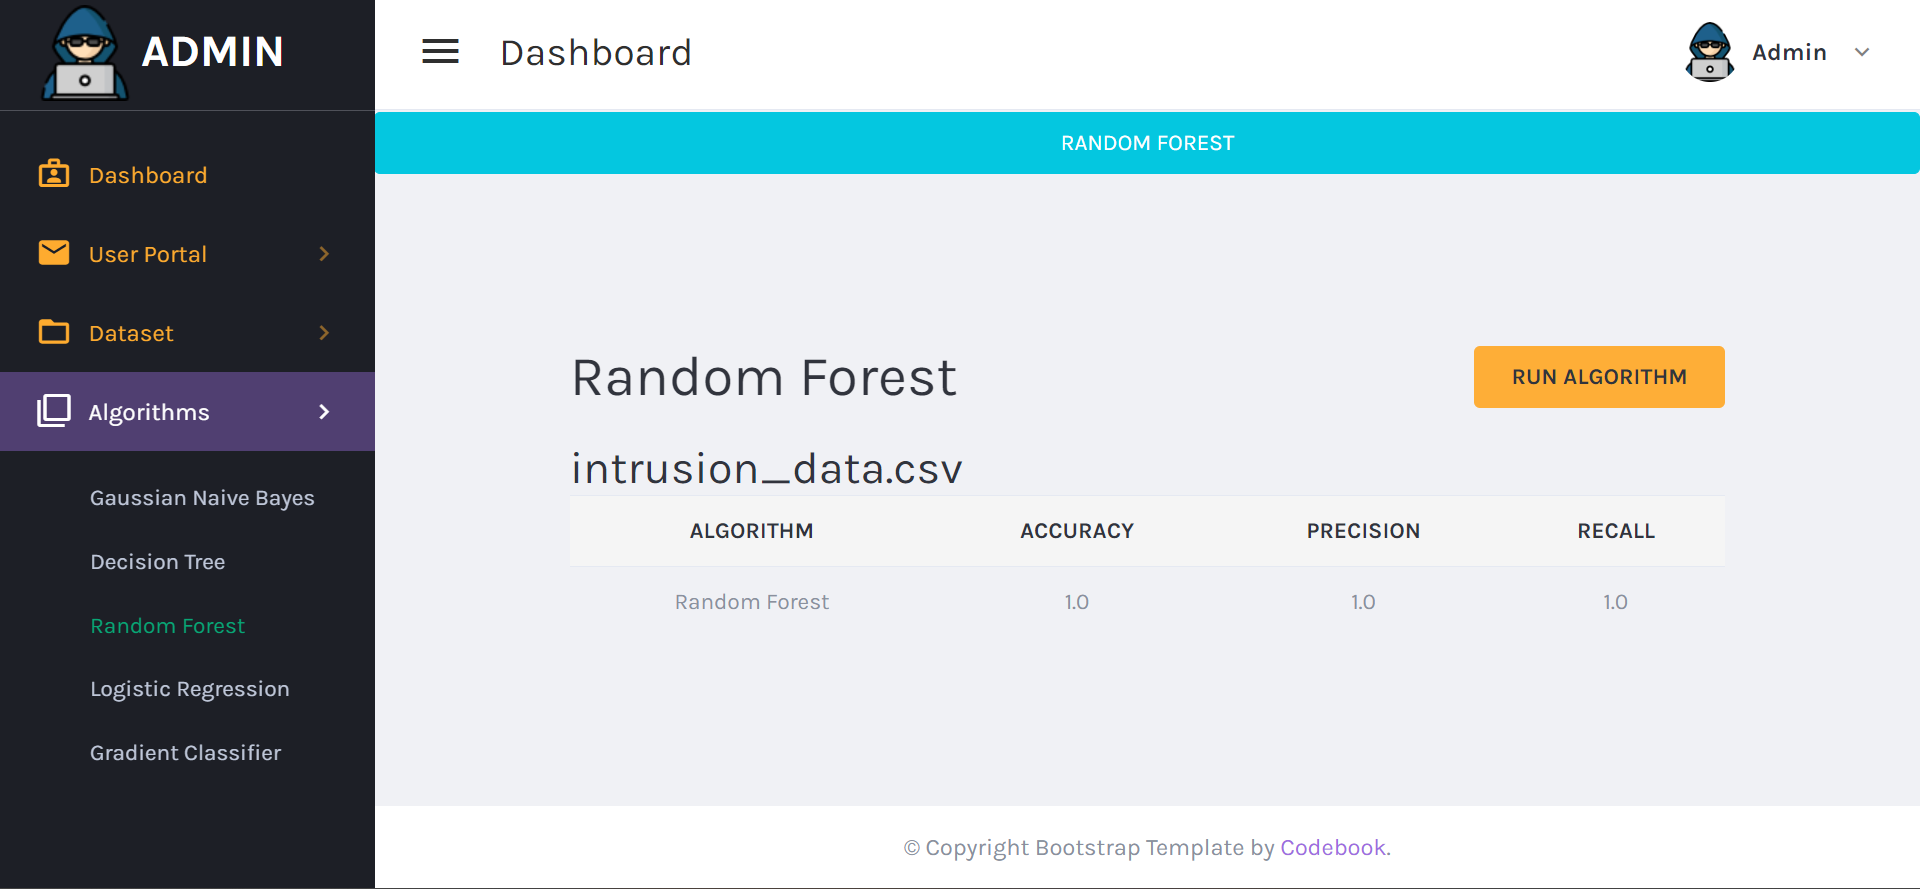 ADMIN
Dashboard
Admin
Dashboard
User Portal
Dataset
Algorithms
Gaussian Naive Bayes
Decision Tree
Random Forest
Logistic Regression
Gradient Classifier
RANDOM FOREST
Random Forest
RUN ALGORITHM
intrusion_data.csv
ALGORITHM ACCURACY PRECISION RECALL
Random Forest 1.0 1.0 1.0
© Copyright Bootstrap Template by Codebook.